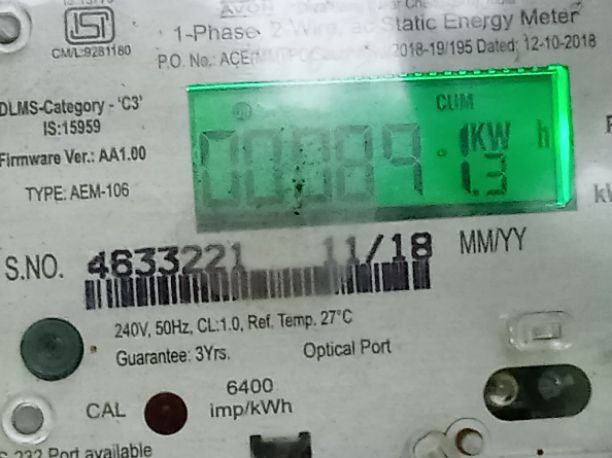 AVON
1-Phase 2 Wire, ac Static Energy Meter
CM/L:9281180
2018-19/195 Dated: 12-10-2018
P.O. No.: ACE
DLMS-Category - 'C3'
IS:15959
Firmware Ver.: AA1.00
TYPE: AEM-106
CUM
KW h
1.3
S.NO. 4633221 11/18 MM/YY
240V, 50Hz, CL:1.0, Ref. Temp. 27°C
Guarantee: 3Yrs. Optical Port
CAL
6400
imp/kWh
232 Port available